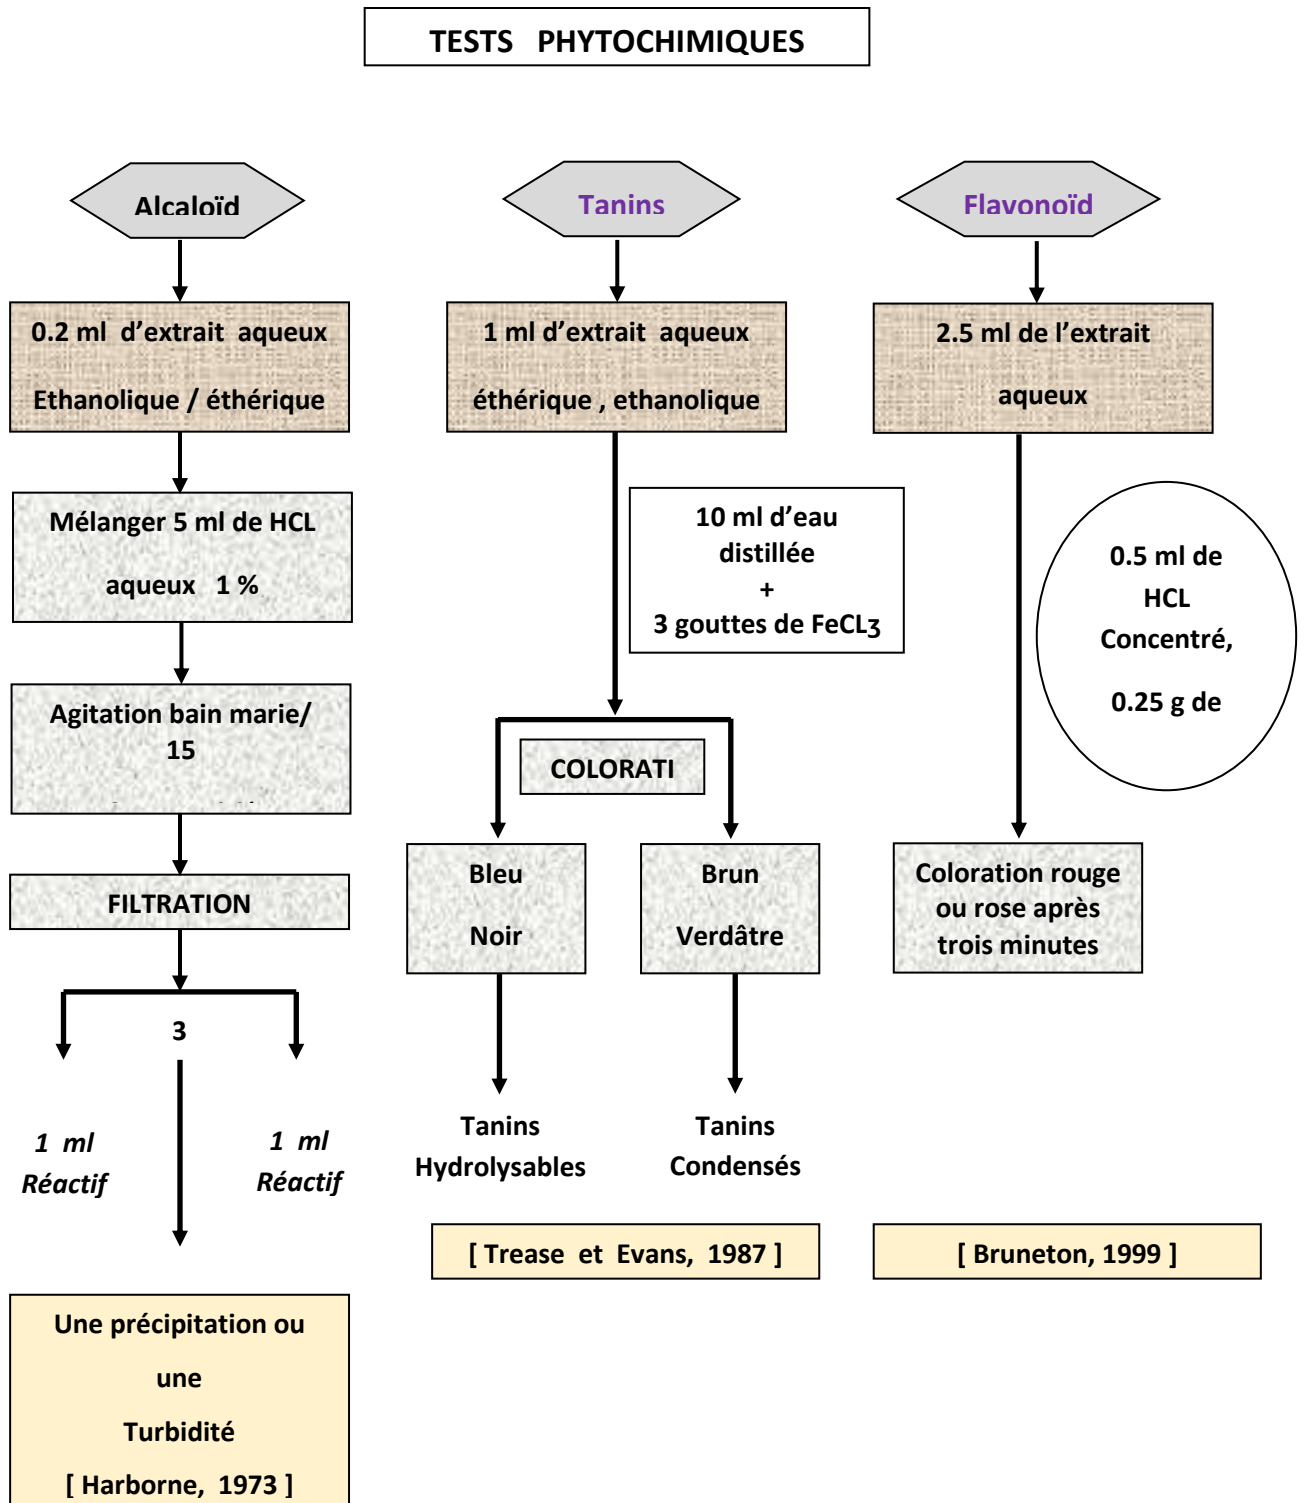 TESTS PHYTOCHIMIQUES
Alcaloïd
0.2 ml d’extrait aqueux
Ethanolique / éthérique
Mélanger 5 ml de HCL
aqueux 1 %
Agitation bain marie/
15
FILTRATION
3
1 ml
Réactif
1 ml
Réactif
Une précipitation ou
une
Turbidité
[ Harborne, 1973 ]
Tanins
1 ml d’extrait aqueux
éthérique , ethanolique
10 ml d’eau
distillée
+
3 gouttes de FeCL3
COLORATI
Bleu
Noir
Brun
Verdâtre
Tanins
Hydrolysables
Tanins
Condensés
[ Trease et Evans, 1987 ]
Flavonoïd
2.5 ml de l’extrait
aqueux
0.5 ml de
HCL
Concentré,
0.25 g de
Coloration rouge
ou rose après
trois minutes
[ Bruneton, 1999 ]